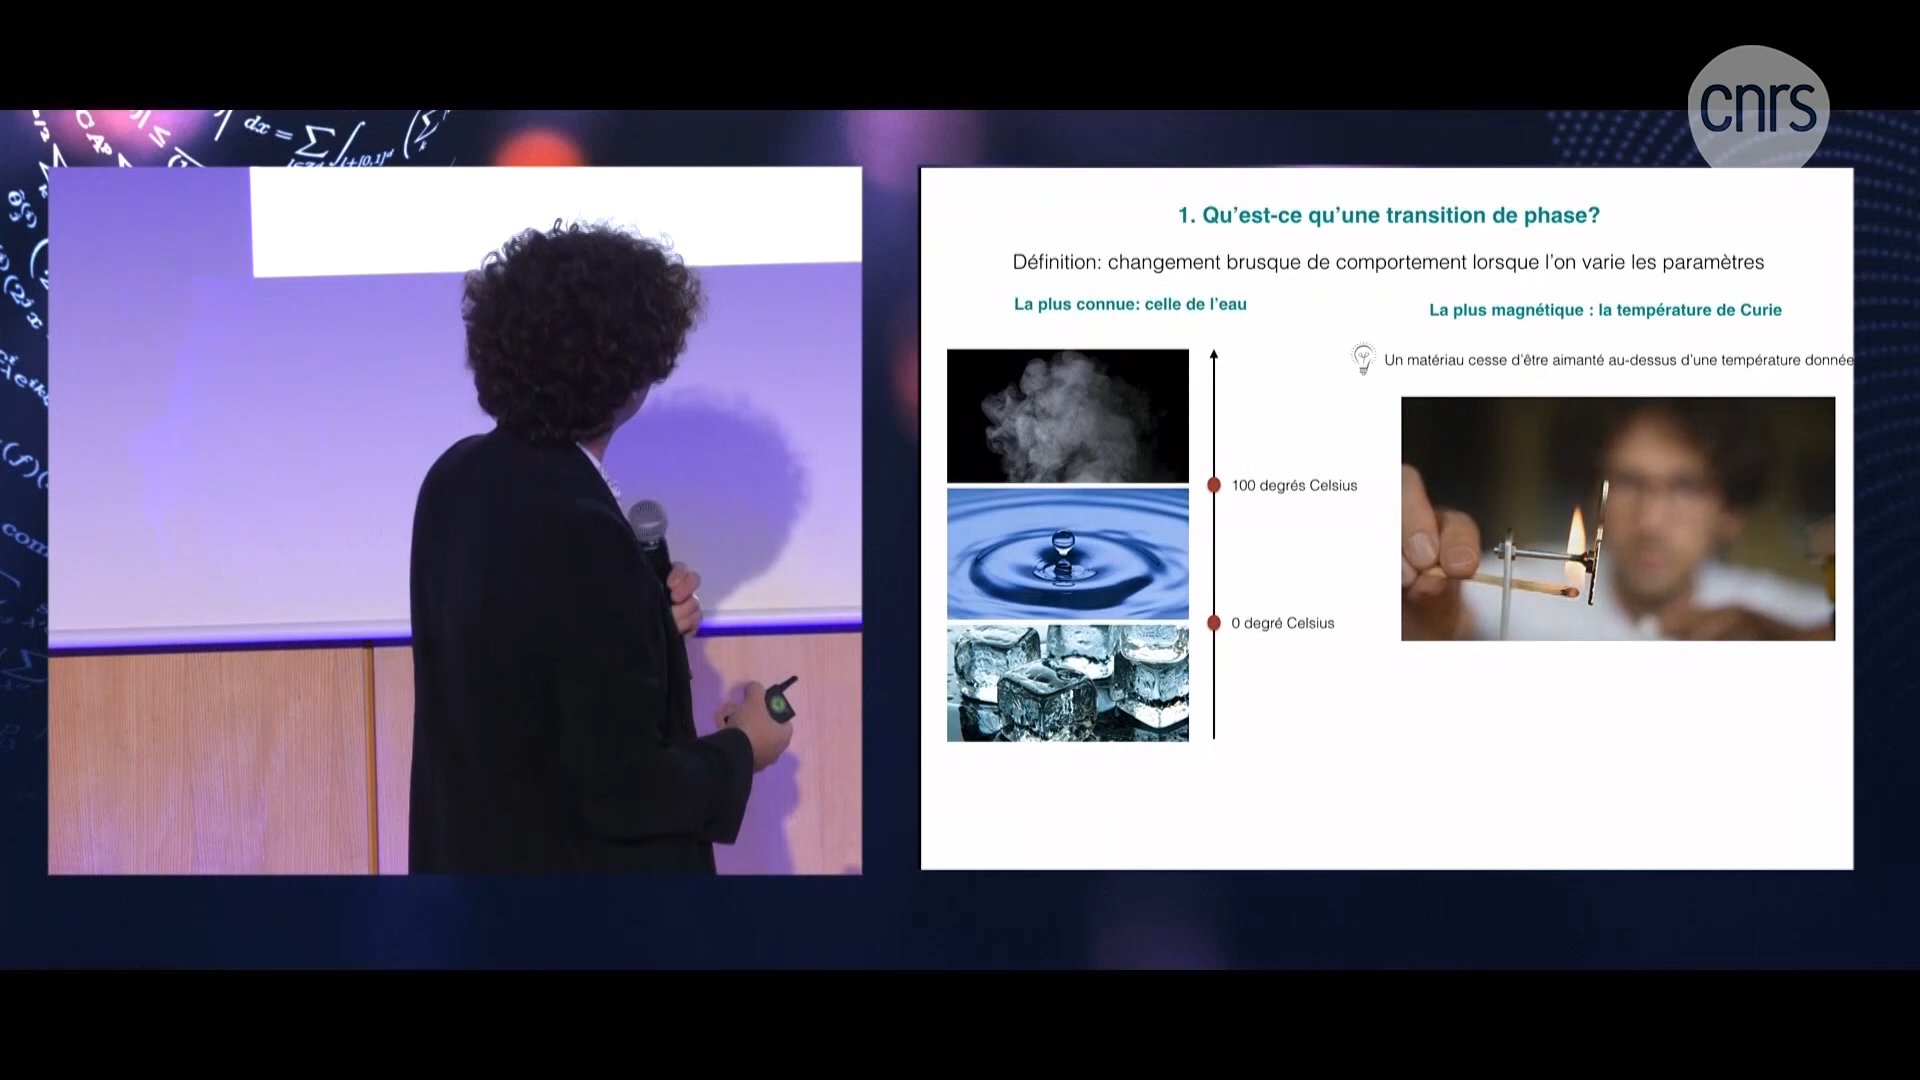 cnrs
1. Qu'est-ce qu'une transition de phase?
Définition: changement brusque de comportement lorsque l'on varie les paramètres
La plus connue: celle de l'eau
La plus magnétique : la température de Curie
Un matériau cesse d'être aimanté au-dessus d'une température donnée
100 degrés Celsius
0 degré Celsius